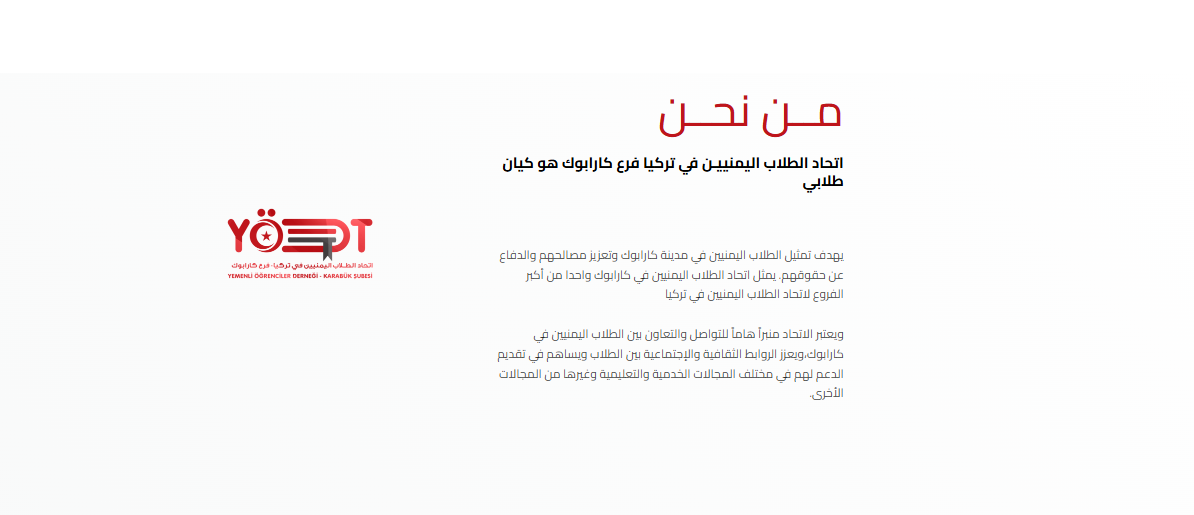 مــن نحــن
اتحاد الطلاب اليمنييـن في تركيا فرع كارابوك هو كيان
طلابي
يهدف تمثيل الطلاب اليمنيين في مدينة كارابوك وتعزيز مصالحهم والدفاع
عن حقوقهم. يمثل اتحاد الطلاب اليمنيين في كارابوك واحدا من أكبر
الفروع لاتحاد الطلاب اليمنيين في تركيا
ويعتبر الاتحاد منبراً هاماً للتواصل والتعاون بين الطلاب اليمنيين في
كارابوك،ويعزز الروابط الثقافية والإجتماعية بين الطلاب ويساهم في تقديم
الدعم لهم في مختلف المجالات الخدمية والتعليمية وغيرها من المجالات
الأخرى.
YÖDT
اتحاد الطـلاب اليمنيين في تركيا-فرع كارابوك
YEMENLİ ÖĞRENCİLER DERNEĞİ - KARABÜK ŞUBESİ